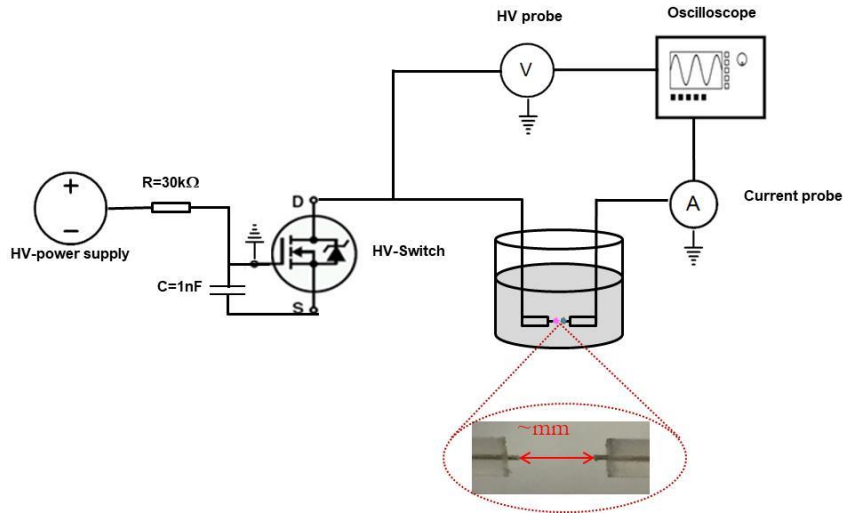 HV probe
Oscilloscope
V
R=30kΩ
D
Current probe
A
+
−
HV-power supply
HV-Switch
C=1nF
S
~mm